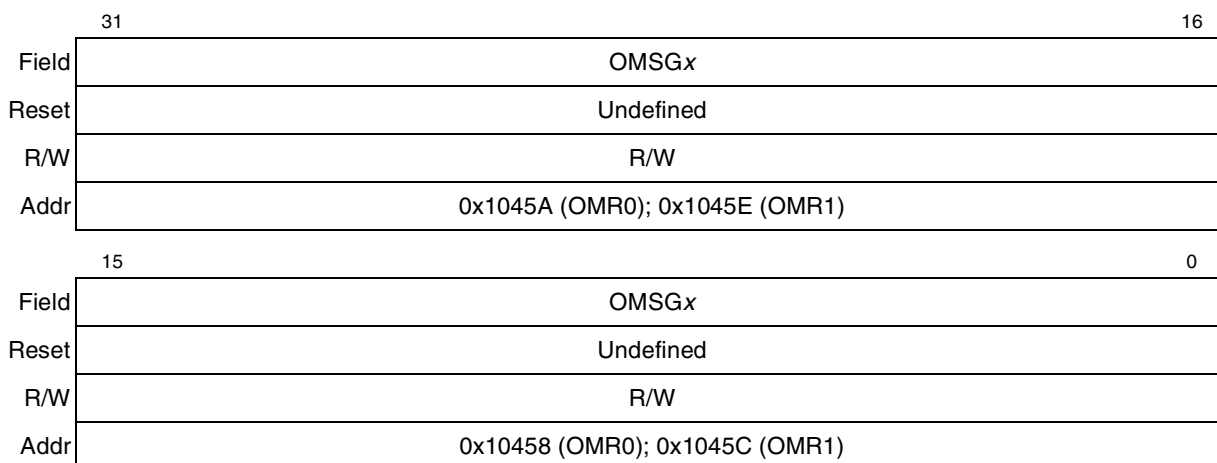 31 16
Field OMSGx
Reset Undefined
R/W R/W
Addr 0x1045A (OMR0); 0x1045E (OMR1)
15 0
Field OMSGx
Reset Undefined
R/W R/W
Addr 0x10458 (OMR0); 0x1045C (OMR1)